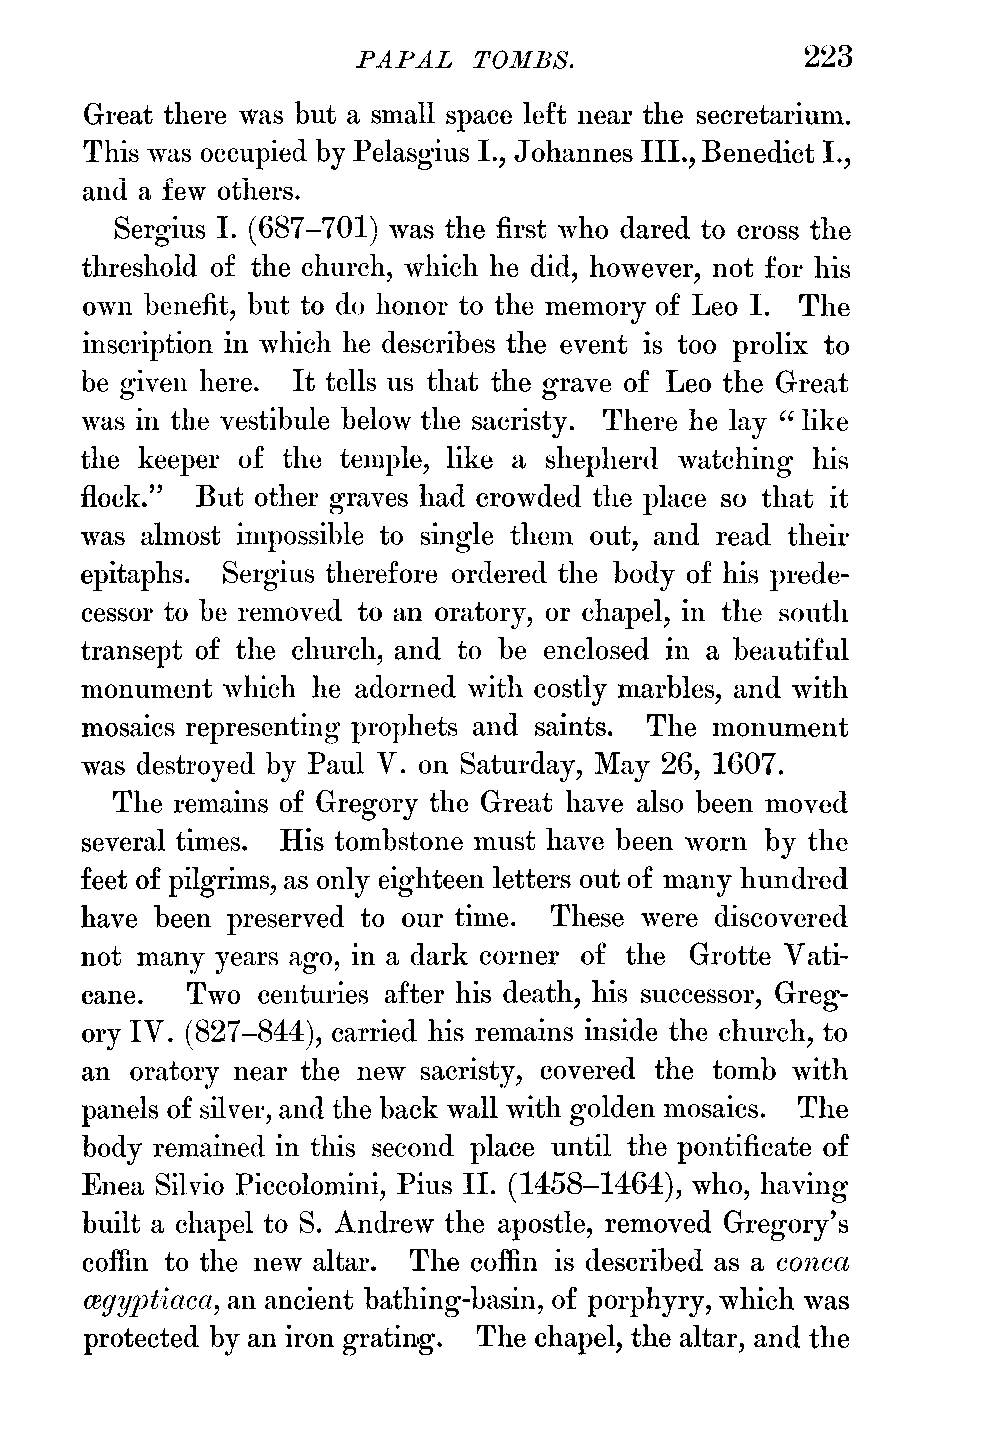 PAPAL TOMBS. 223
Great there was but a small space left near the secretarium.
This was occupied by Pelasgius I., Johannes III., Benedict I.,
and a few others.
Sergius I. (687–701) was the first who dared to cross the
threshold of the church, which he did, however, not for his
own benefit, but to do honor to the memory of Leo I. The
inscription in which he describes the event is too prolix to
be given here. It tells us that the grave of Leo the Great
was in the vestibule below the sacristy. There he lay “like
the keeper of the temple, like a shepherd watching his
flock.” But other graves had crowded the place so that it
was almost impossible to single them out, and read their
epitaphs. Sergius therefore ordered the body of his prede-
cessor to be removed to an oratory, or chapel, in the south
transept of the church, and to be enclosed in a beautiful
monument which he adorned with costly marbles, and with
mosaics representing prophets and saints. The monument
was destroyed by Paul V. on Saturday, May 26, 1607.
The remains of Gregory the Great have also been moved
several times. His tombstone must have been worn by the
feet of pilgrims, as only eighteen letters out of many hundred
have been preserved to our time. These were discovered
not many years ago, in a dark corner of the Grotte Vati-
cane. Two centuries after his death, his successor, Greg-
ory IV. (827–844), carried his remains inside the church, to
an oratory near the new sacristy, covered the tomb with
panels of silver, and the back wall with golden mosaics. The
body remained in this second place until the pontificate of
Enea Silvio Piccolomini, Pius II. (1458–1464), who, having
built a chapel to S. Andrew the apostle, removed Gregory’s
coffin to the new altar. The coffin is described as a conca
ægyptiaca, an ancient bathing-basin, of porphyry, which was
protected by an iron grating. The chapel, the altar, and the